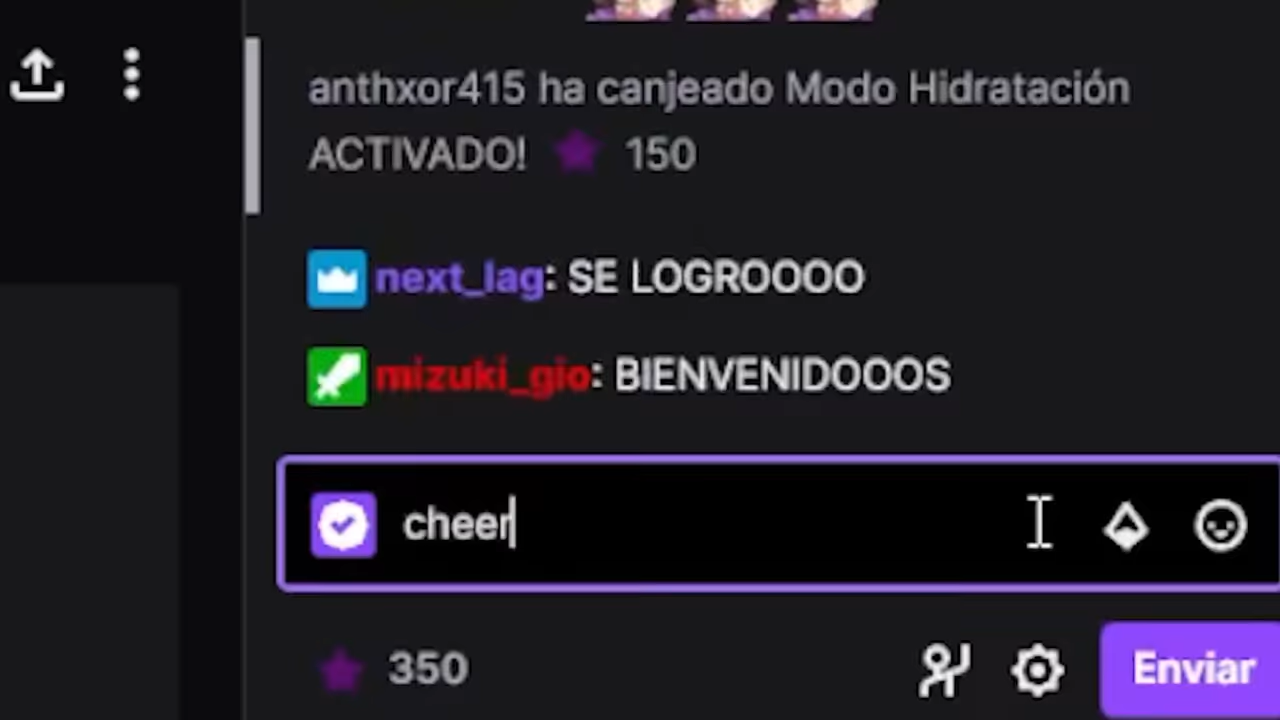 anthxor415 ha canjeado Modo Hidratación
ACTIVADO! 150
next_lag: SE LOGROOOO
mizuki_gio: BIENVENIDOOOS
cheer
350
Enviar